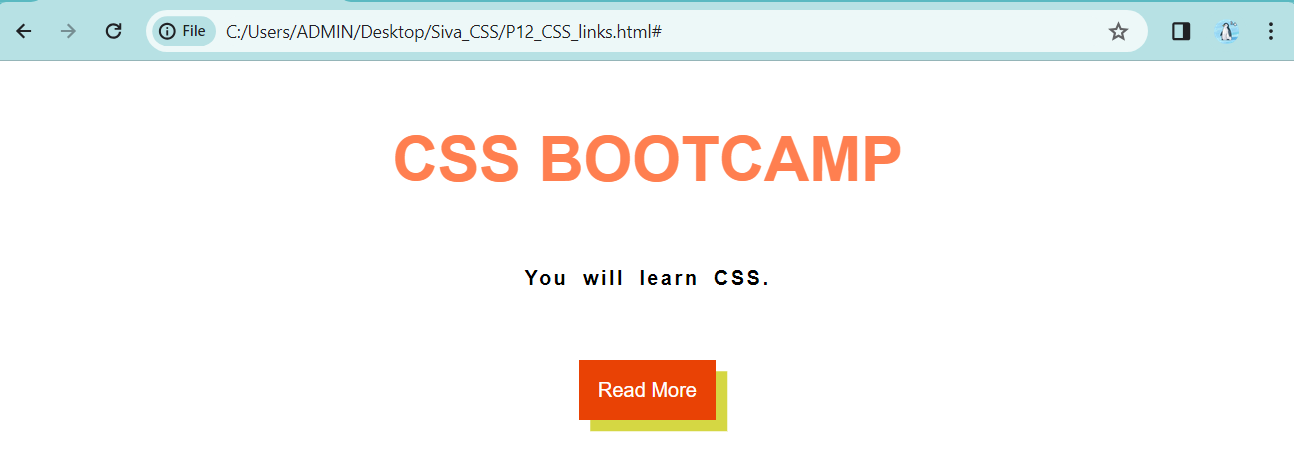 File C:/Users/ADMIN/Desktop/Siva_CSS/P12_CSS_links.html#
CSS BOOTCAMP
You will learn CSS.
Read More